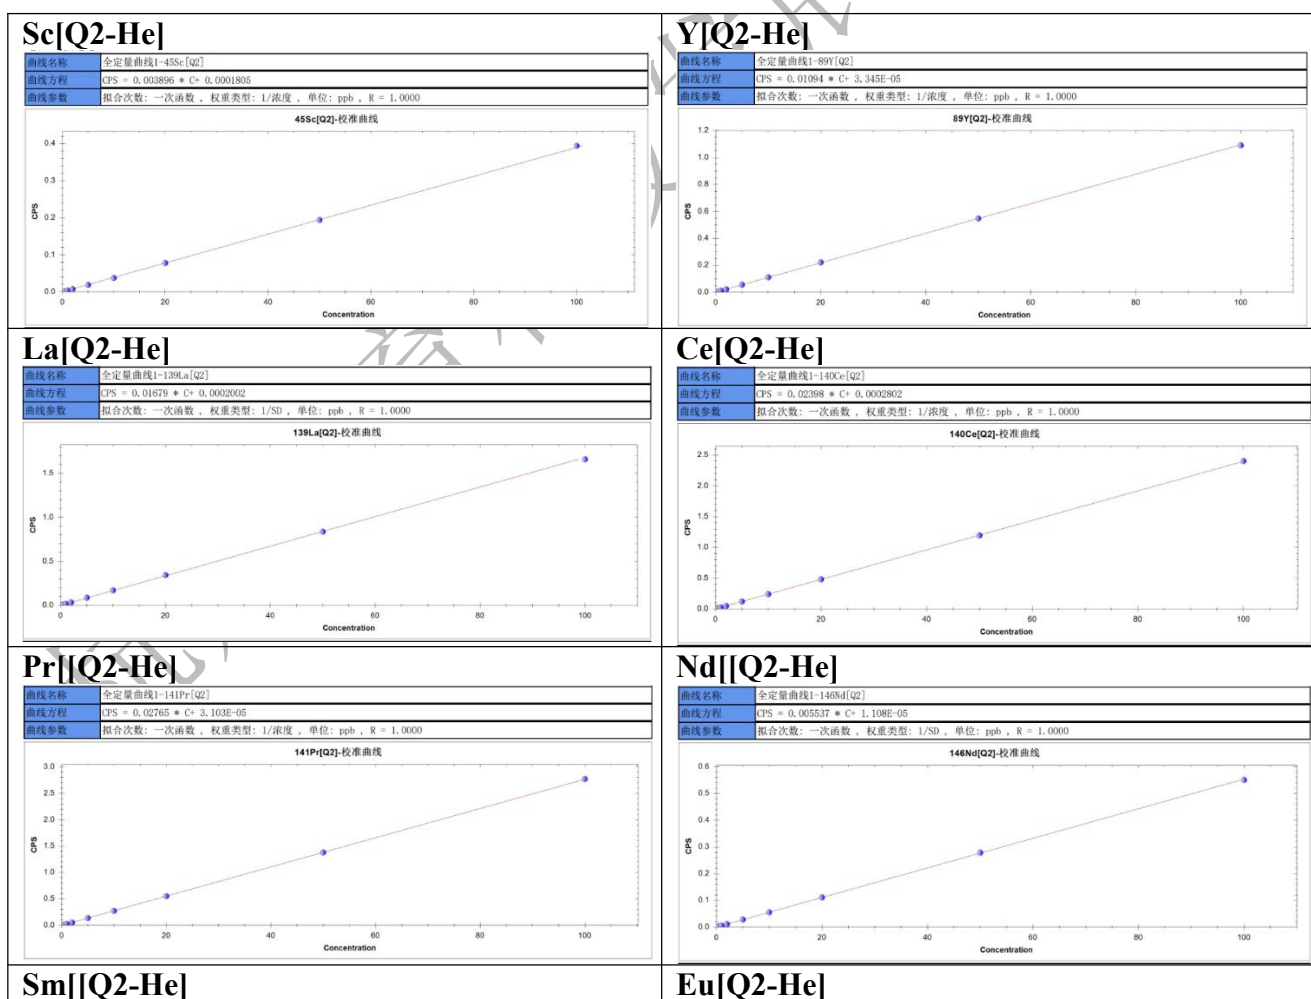 Sc[Q2-He]
曲线名称 全定量曲线1-45Sc[Q2]
曲线方程 CPS = 0.003896 * C+ 0.0001805
曲线参数 拟合次数: 一次函数 , 权重类型: 1/浓度 , 单位: ppb , R = 1.0000
45Sc[Q2]-校准曲线
0.4
0.3
0.2
0.1
0.0
CPS
0 20 40 60 80 100
Concentration
Y[Q2-He]
曲线名称 全定量曲线1-89Y[Q2]
曲线方程 CPS = 0.01094 * C+ 3.345E-05
曲线参数 拟合次数: 一次函数 , 权重类型: 1/浓度 , 单位: ppb , R = 1.0000
89Y[Q2]-校准曲线
1.2
1.0
0.8
0.6
0.4
0.2
0.0
CPS
0 20 40 60 80 100
Concentration
La[Q2-He]
曲线名称 全定量曲线1-139La[Q2]
曲线方程 CPS = 0.01679 * C+ 0.0002002
曲线参数 拟合次数: 一次函数 , 权重类型: 1/SD , 单位: ppb , R = 1.0000
139La[Q2]-校准曲线
1.5
1.0
0.5
0.0
CPS
0 20 40 60 80 100
Concentration
Ce[Q2-He]
曲线名称 全定量曲线1-140Ce[Q2]
曲线方程 CPS = 0.02398 * C+ 0.0002802
曲线参数 拟合次数: 一次函数 , 权重类型: 1/浓度 , 单位: ppb , R = 1.0000
140Ce[Q2]-校准曲线
2.5
2.0
1.5
1.0
0.5
0.0
CPS
0 20 40 60 80 100
Concentration
Pr[[Q2-He]
曲线名称 全定量曲线1-141Pr[Q2]
曲线方程 CPS = 0.02765 * C+ 3.103E-05
曲线参数 拟合次数: 一次函数 , 权重类型: 1/浓度 , 单位: ppb , R = 1.0000
141Pr[Q2]-校准曲线
3.0
2.5
2.0
1.5
1.0
0.5
0.0
CPS
0 20 40 60 80 100
Concentration
Nd[[Q2-He]
曲线名称 全定量曲线1-146Nd[Q2]
曲线方程 CPS = 0.005537 * C+ 1.108E-05
曲线参数 拟合次数: 一次函数 , 权重类型: 1/SD , 单位: ppb , R = 1.0000
146Nd[Q2]-校准曲线
0.6
0.5
0.4
0.3
0.2
0.1
0.0
CPS
0 20 40 60 80 100
Concentration
Sm[[Q2-He]
Eu[Q2-He]